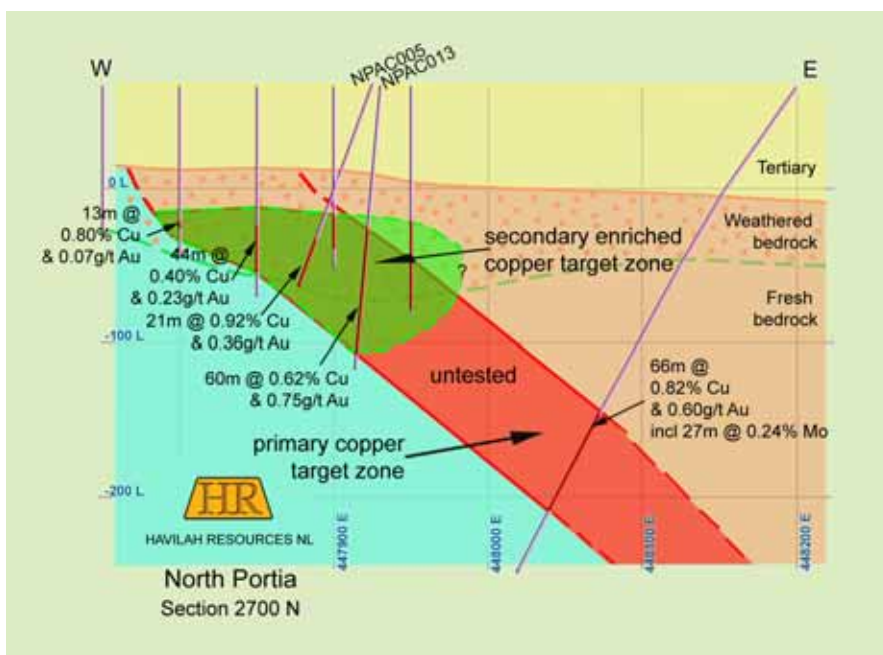 W
NPAC005
NPAC013
E
Tertiary
0 L
Weathered
bedrock
13m @
0.80% Cu
& 0.07g/t Au
44m @
0.40% Cu
& 0.23g/t Au
21m @ 0.92% Cu
& 0.36g/t Au
secondary enriched
copper target zone
?
Fresh
bedrock
-100 L
60m @ 0.62% Cu
& 0.75g/t Au
untested
66m @
0.82% Cu
& 0.60g/t Au
incl 27m @ 0.24% Mo
primary copper
target zone
-200 L
HR
HAVILAH RESOURCES NL
North Portia
Section 2700 N
447900 E
448000 E
448100 E
448200 E